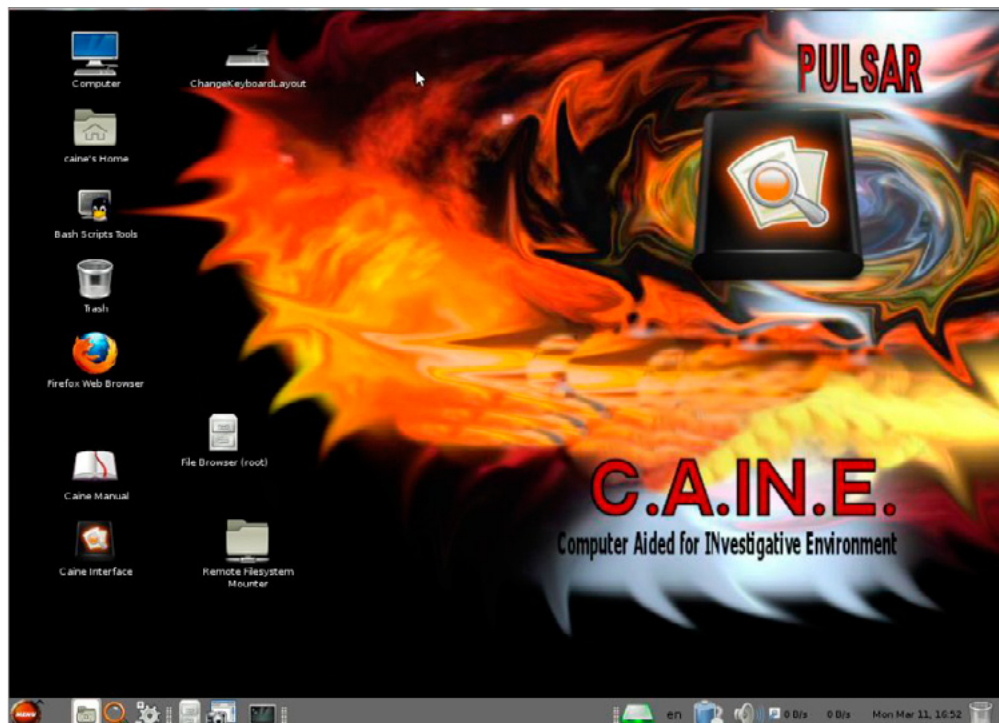 Computer
ChangeKeyboardLayout
PULSAR
caine's Home
Bash Scripts Tools
Trash
Firefox Web Browser
File Browser (root)
Caine Manual
C.A.IN.E.
Computer Aided for INvestigative Environment
Caine Interface
Remote Filesystem
Mounter
MENU
en
0 B/s
0 B/s
Mon Mar 11, 16:52